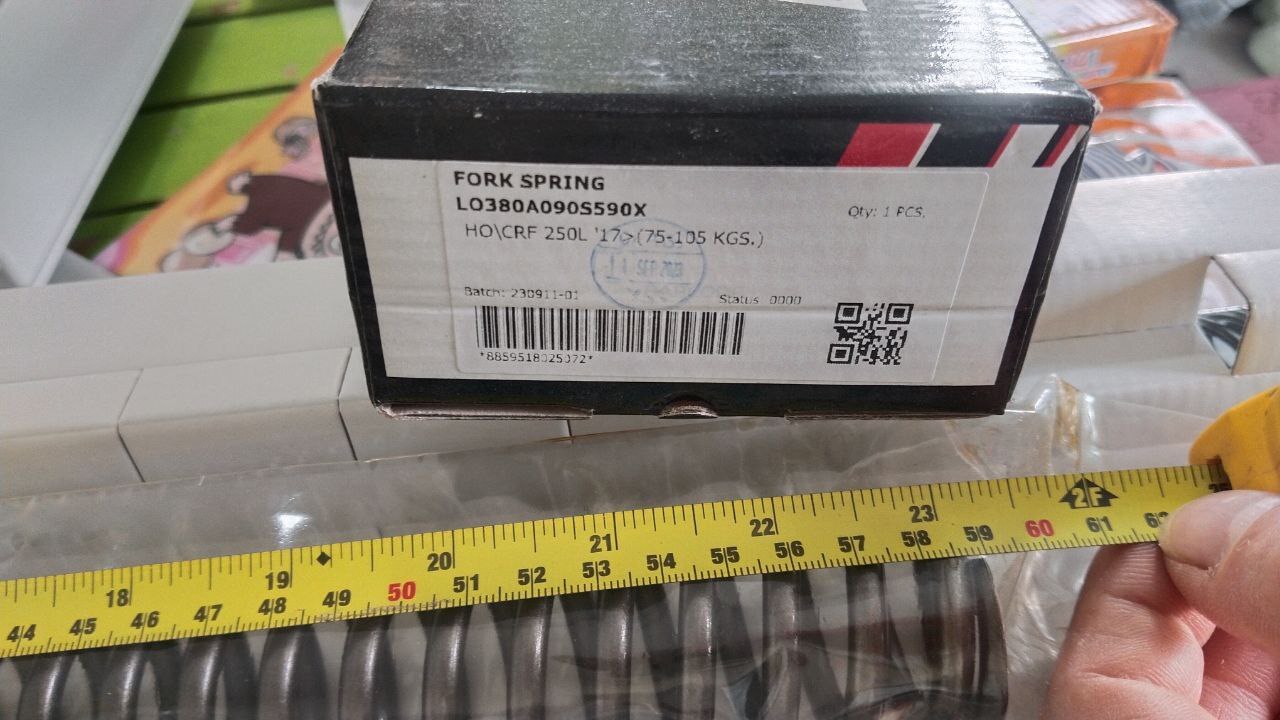 FORK SPRING
LO380A090S590X
Qty: 1 PCS.
HO\CRF 250L '17>(75-105 KGS.)
SEP 2023
Batch: 230911-01
Status 0000
*8859518025072*
18 19 20 21 22 23 2F
44 45 46 47 48 49 50 51 52 53 54 55 56 57 58 59 60 61